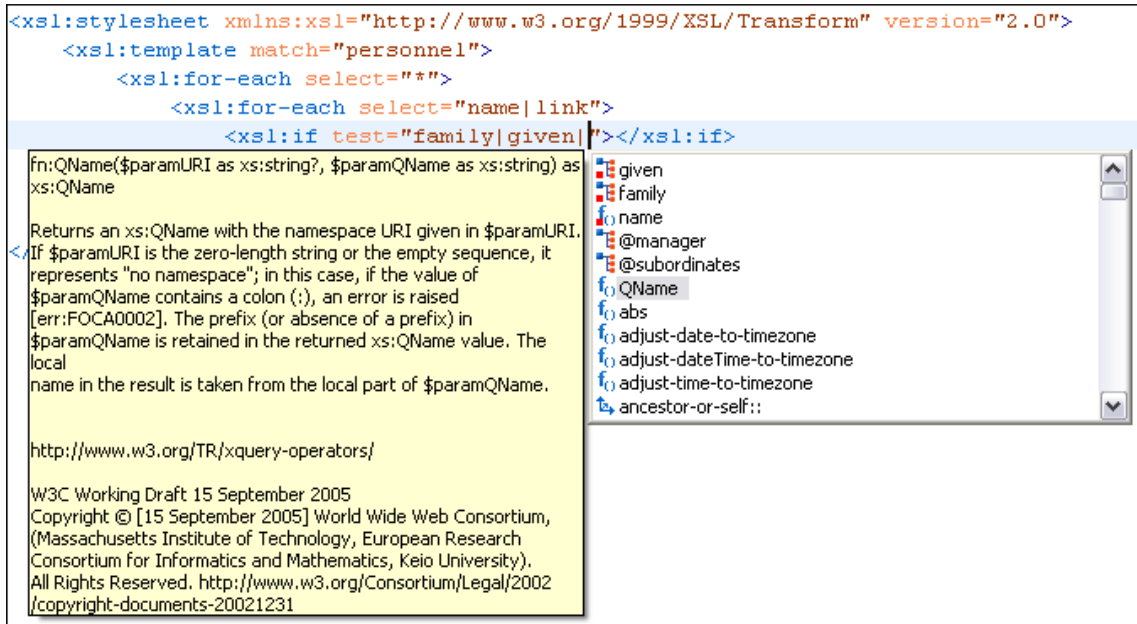 <xsl:stylesheet xmlns:xsl="http://www.w3.org/1999/XSL/Transform" version="2.0">
<xsl:template match="personnel">
<xsl:for-each select="*">
<xsl:for-each select="name|link">
<xsl:if test="family|given|"></xsl:if>
</
fn:QName($paramURI as xs:string?, $paramQName as xs:string) as
xs:QName
Returns an xs:QName with the namespace URI given in $paramURI.
If $paramURI is the zero-length string or the empty sequence, it
represents "no namespace"; in this case, if the value of
$paramQName contains a colon (:), an error is raised
[err:FOCA0002]. The prefix (or absence of a prefix) in
$paramQName is retained in the returned xs:QName value. The
local
name in the result is taken from the local part of $paramQName.
http://www.w3.org/TR/xquery-operators/
W3C Working Draft 15 September 2005
Copyright © [15 September 2005] World Wide Web Consortium,
(Massachusetts Institute of Technology, European Research
Consortium for Informatics and Mathematics, Keio University).
All Rights Reserved. http://www.w3.org/Consortium/Legal/2002
/copyright-documents-20021231
given
family
name
@manager
@subordinates
QName
abs
adjust-date-to-timezone
adjust-dateTime-to-timezone
adjust-time-to-timezone
ancestor-or-self::